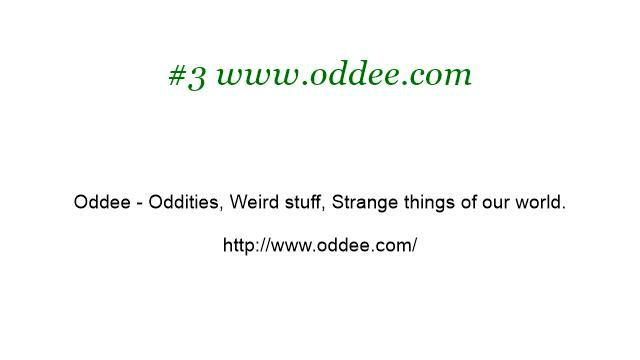 #3 www.oddee.com
Oddee - Oddities, Weird stuff, Strange things of our world.
http://www.oddee.com/